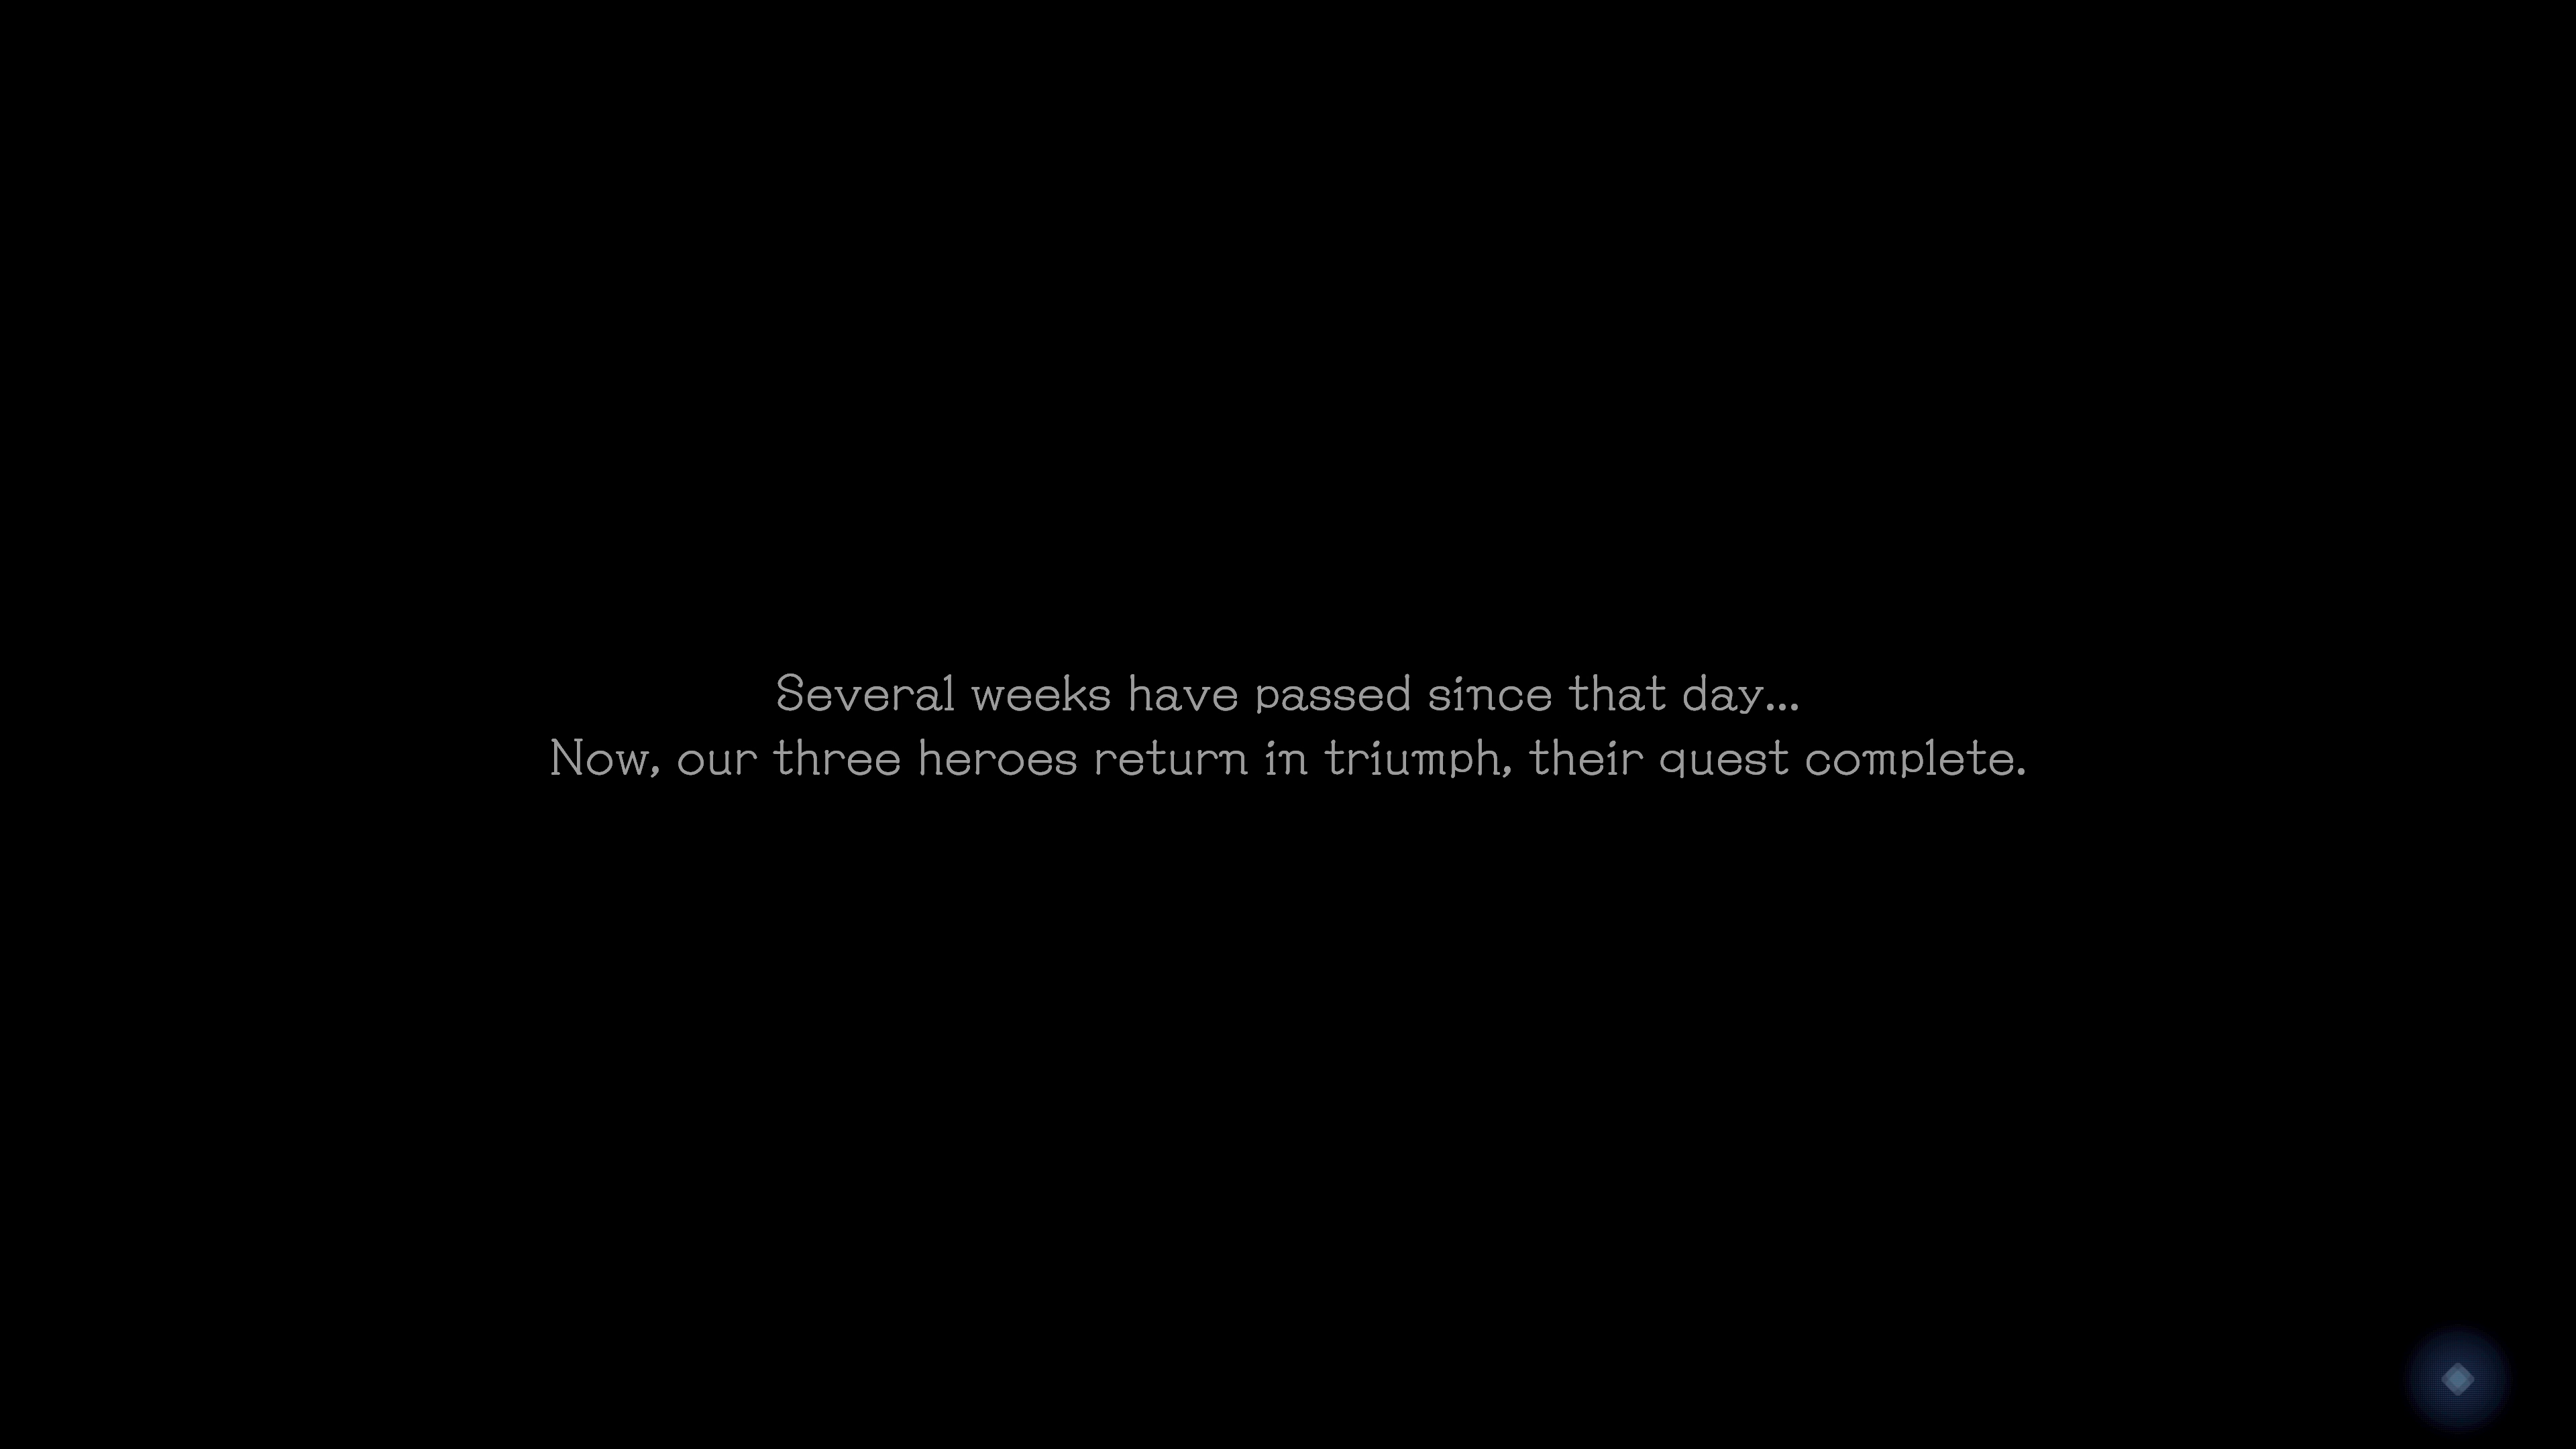 Several weeks have passed since that day...
Now, our three heroes return in triumph, their quest complete.